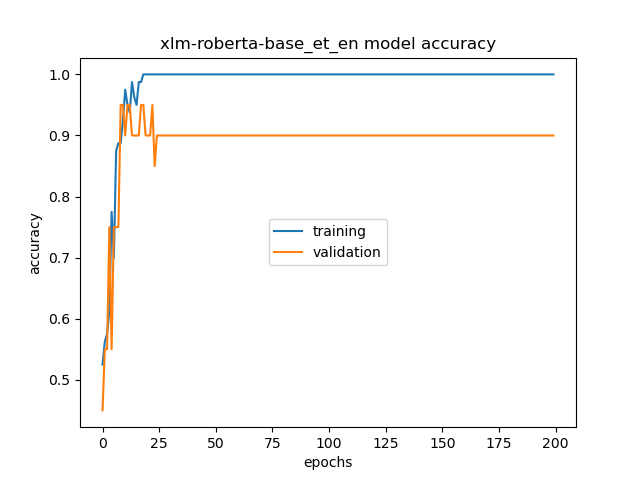 xlm-roberta-base_et_en model accuracy
1.0
0.9
0.8
0.7
0.6
0.5
accuracy
training
validation
0 25 50 75 100 125 150 175 200
epochs